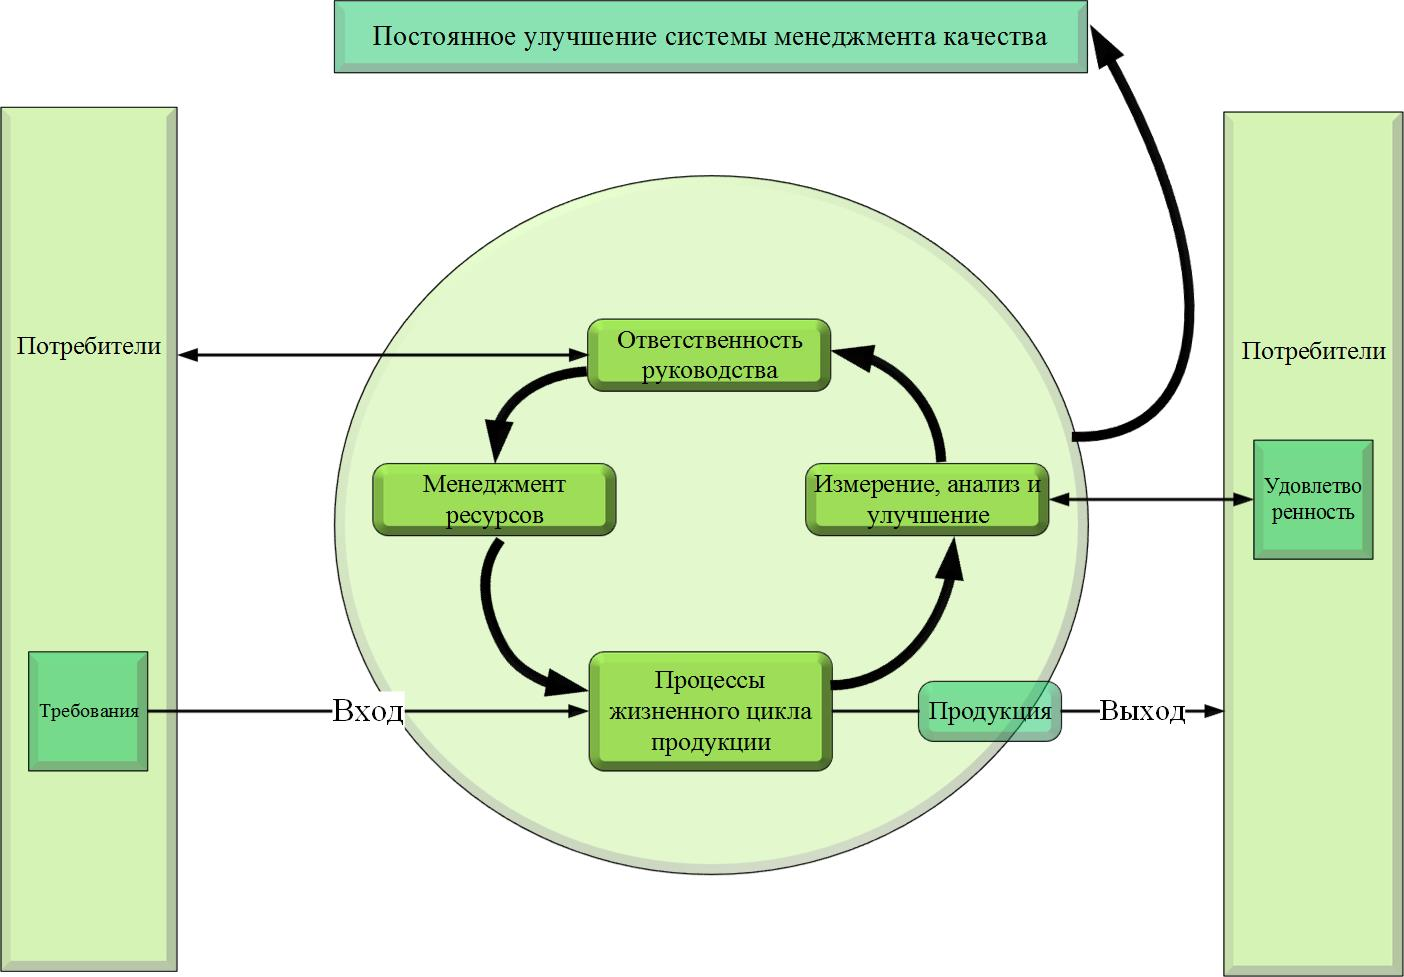 Постоянное улучшение системы менеджмента качества
Потребители
Ответственность
руководства
Потребители
Менеджмент
ресурсов
Измерение, анализ и
улучшение
Удовлетво
ренность
Требования
Вход
Процессы
жизненного цикла
продукции
Продукция
Выход